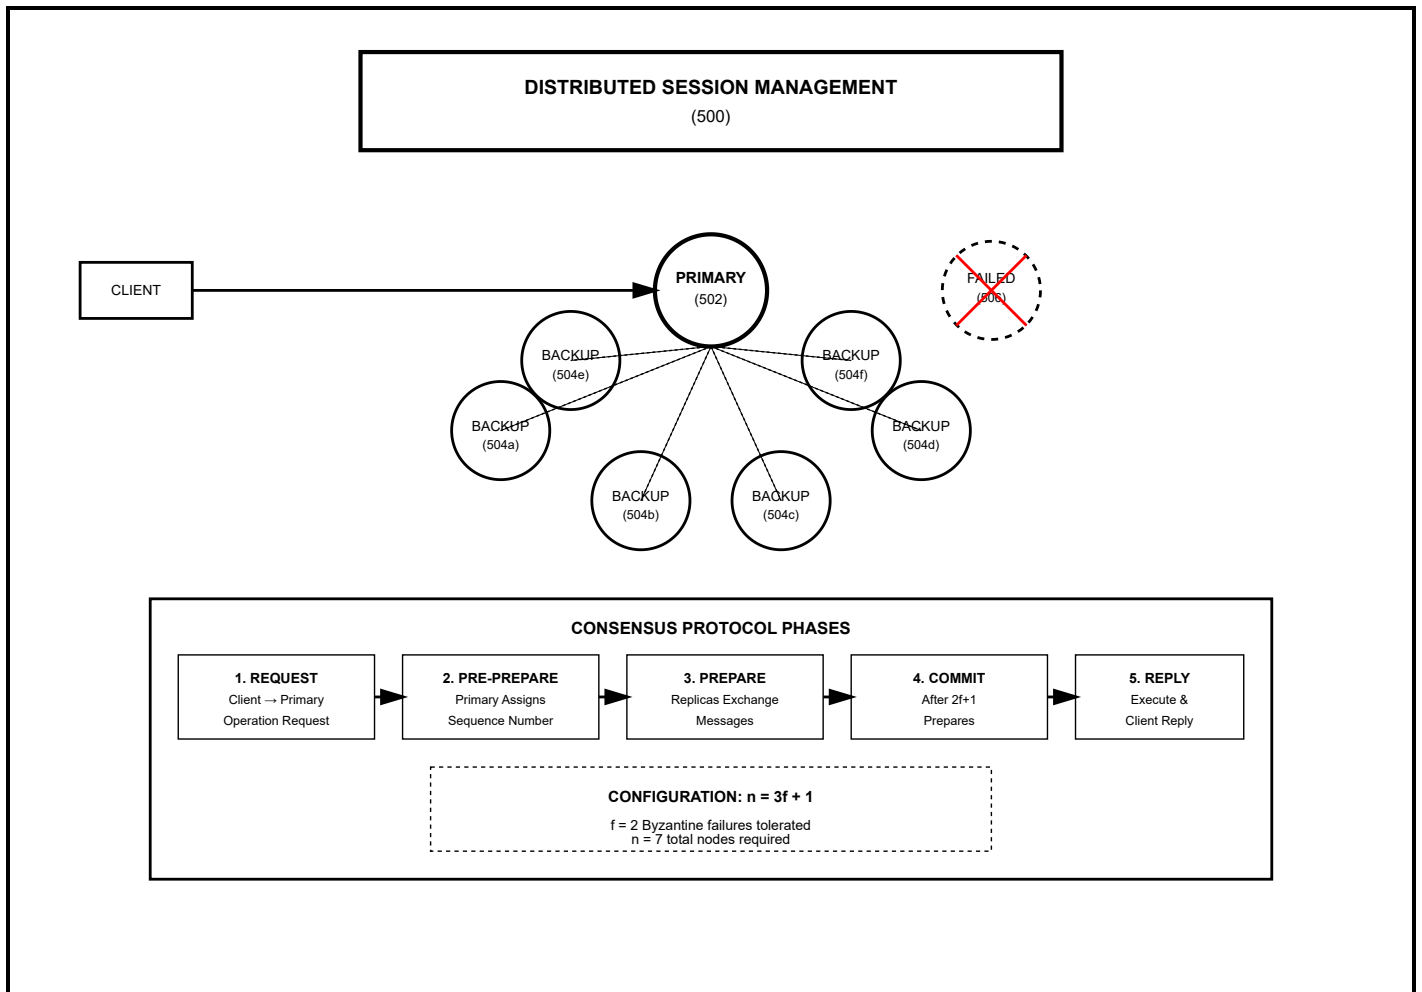 DISTRIBUTED SESSION MANAGEMENT
(500)
CLIENT
PRIMARY
(502)
FAILED
(506)
BACKUP
(504e)
BACKUP
(504f)
BACKUP
(504a)
BACKUP
(504d)
BACKUP
(504b)
BACKUP
(504c)
CONSENSUS PROTOCOL PHASES
1. REQUEST
Client → Primary
Operation Request
2. PRE-PREPARE
Primary Assigns
Sequence Number
3. PREPARE
Replicas Exchange
Messages
4. COMMIT
After 2f+1
Prepares
5. REPLY
Execute &
Client Reply
CONFIGURATION: n = 3f + 1
f = 2 Byzantine failures tolerated
n = 7 total nodes required